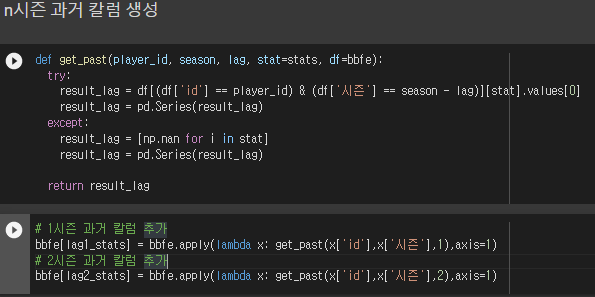 n시즌 과거 칼럼 생성
def get_past(player_id, season, lag, stat=stats, df=bbfe):
  try:
    result_lag = df[(df['id'] == player_id) & (df['시즌'] == season - lag)][stat].values[0]
    result_lag = pd.Series(result_lag)
  except:
    result_lag = [np.nan for i in stat]
    result_lag = pd.Series(result_lag)
  return result_lag
# 1시즌 과거 칼럼 추가
bbfe[lag1_stats] = bbfe.apply(lambda x: get_past(x['id'],x['시즌'],1),axis=1)
# 2시즌 과거 칼럼 추가
bbfe[lag2_stats] = bbfe.apply(lambda x: get_past(x['id'],x['시즌'],2),axis=1)